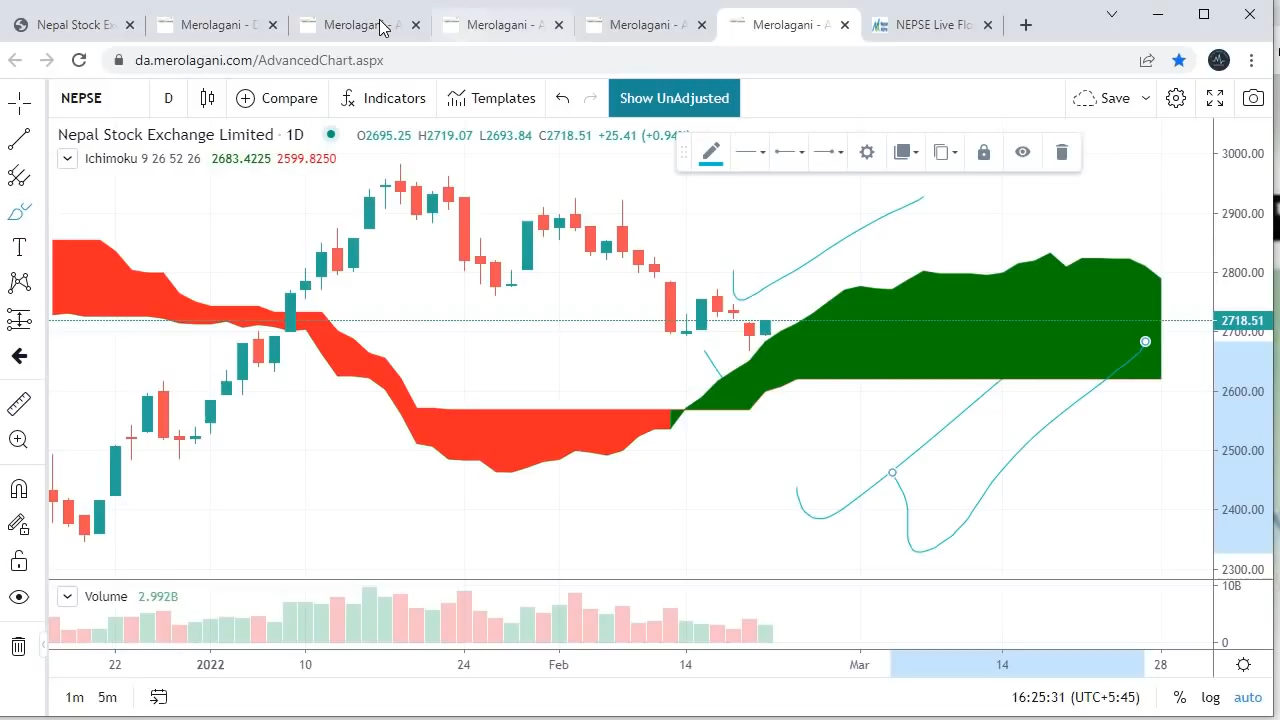 Nepal Stock Ex
Merolagani - D
Merolagani - A
Merolagani - A
Merolagani - A
Merolagani - A
NEPSE Live Flo
da.merolagani.com/AdvancedChart.aspx
NEPSE D Compare Indicators Templates Show UnAdjusted Save
Nepal Stock Exchange Limited · 1D O2695.25 H2719.07 L2693.84 C2718.51 +25.41 (+0.94%
Ichimoku 9 26 52 26 2683.4225 2599.8250
3000.00
2900.00
2800.00
2718.51
2700.00
2600.00
2500.00
2400.00
2300.00
Volume 2.992B
10B
0
22 2022 10 24 Feb 14 Mar 14 28
1m 5m 16:25:31 (UTC+5:45) % log auto